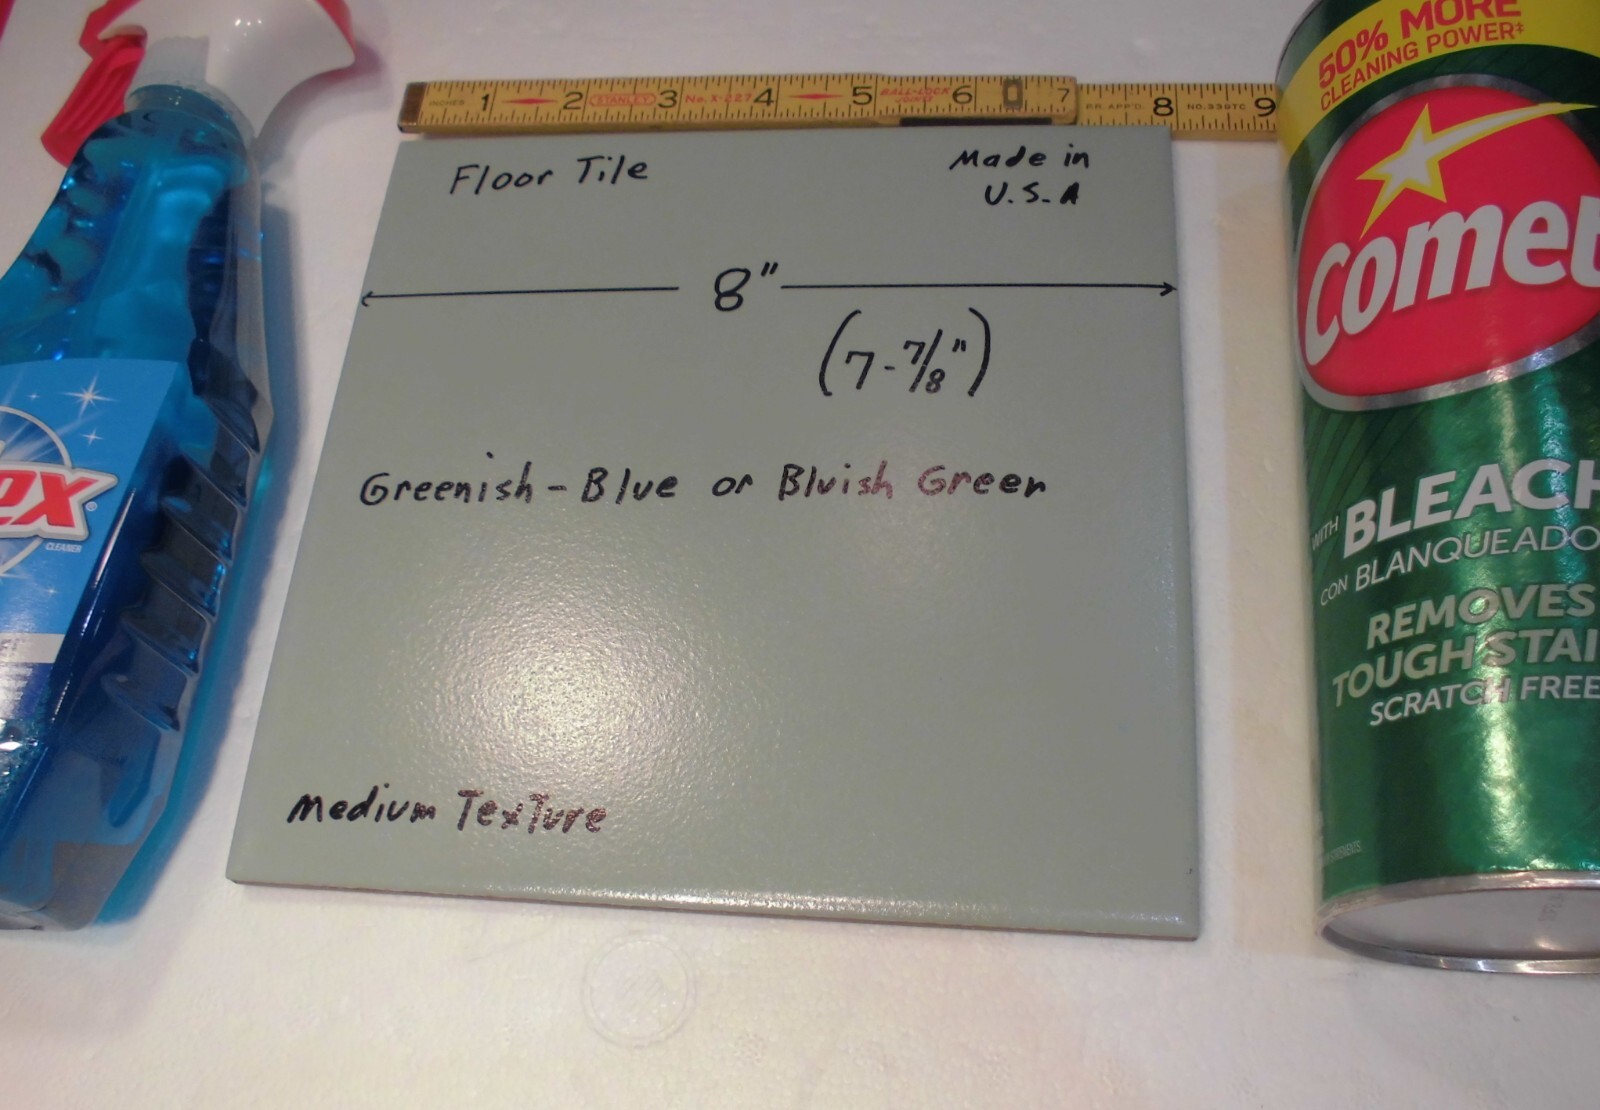 50% MORE
CLEANING POWER‡
INCHES 1 2 STANLEY 3 No. X-227 4 5 BALL-LOCK JOINTS 6 7 PR. APP'D. 8 NO. 339TC 9
Floor Tile
Made in
U.S.A
8"
(7-7/8")
Comet
Greenish-Blue or Bluish Green
ex®
CLEANER
WITH BLEACH
CON BLANQUEADO
REMOVES
TOUGH STAI
SCRATCH FREE
Medium Texture